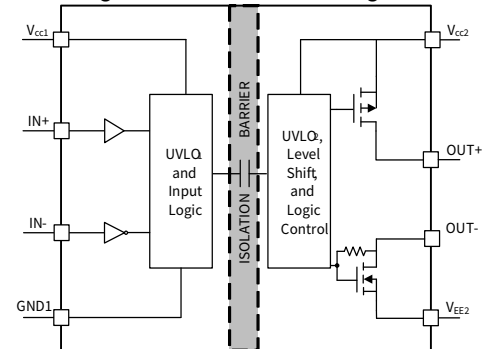 Vcc1
IN+
IN-
GND1
UVLO1
and
Input
Logic
ISOLATION BARRIER
UVLO2,
Level
Shift,
and
Logic
Control
Vcc2
OUT+
OUT-
VEE2